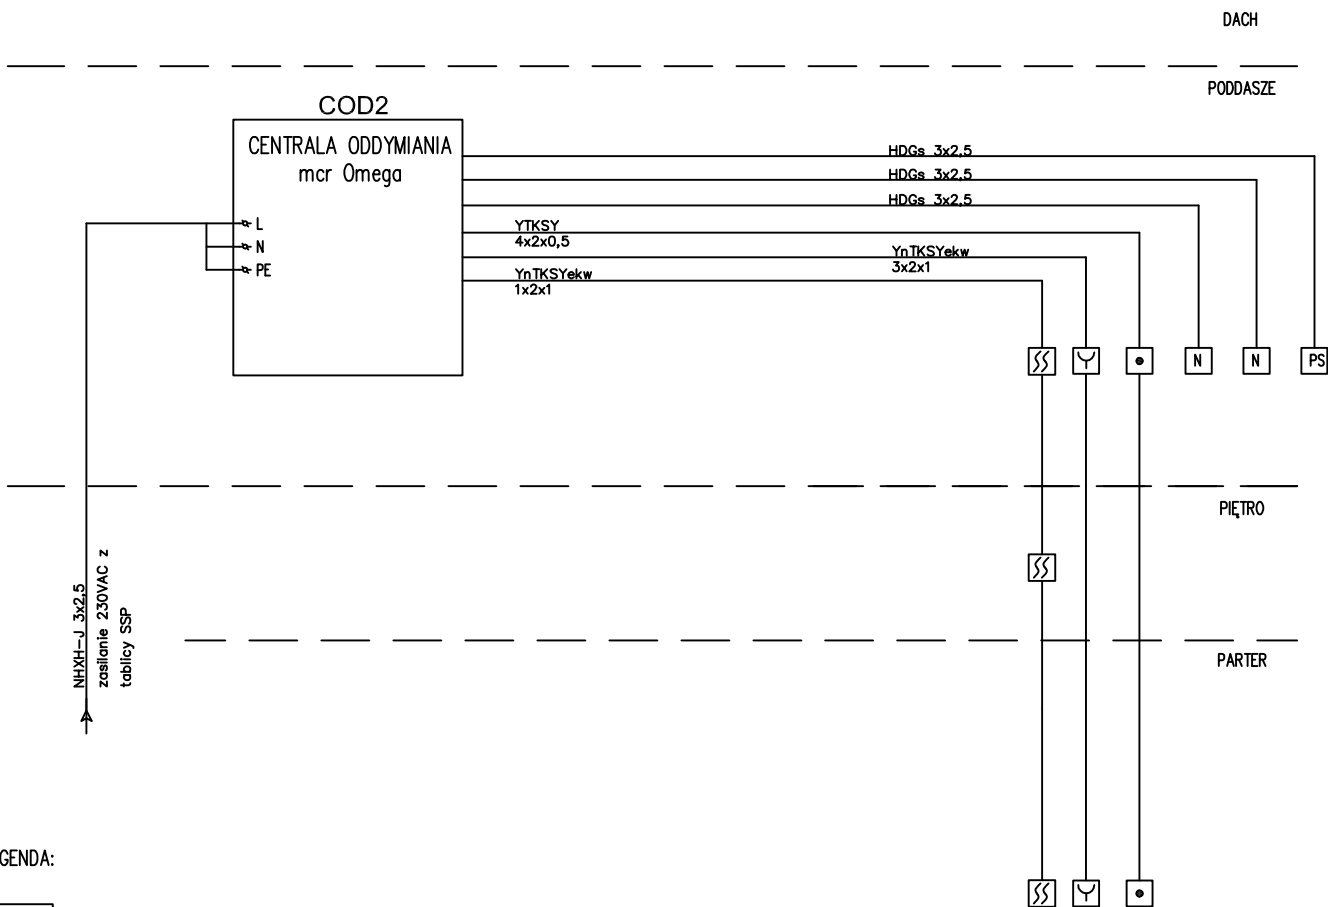 DACH
PODDASZE
COD2
CENTRALA ODDYMIANIA
mcr Omega
L
N
PE
HDGs 3x2,5
HDGs 3x2,5
HDGs 3x2,5
YTKSY
4x2x0,5
YnTKSYekw
3x2x1
YnTKSYekw
1x2x1
N
N
PS
PIĘTRO
NHXH-J 3x2,5
zasilanie 230VAC z
tablicy SSP
PARTER
GENDA: